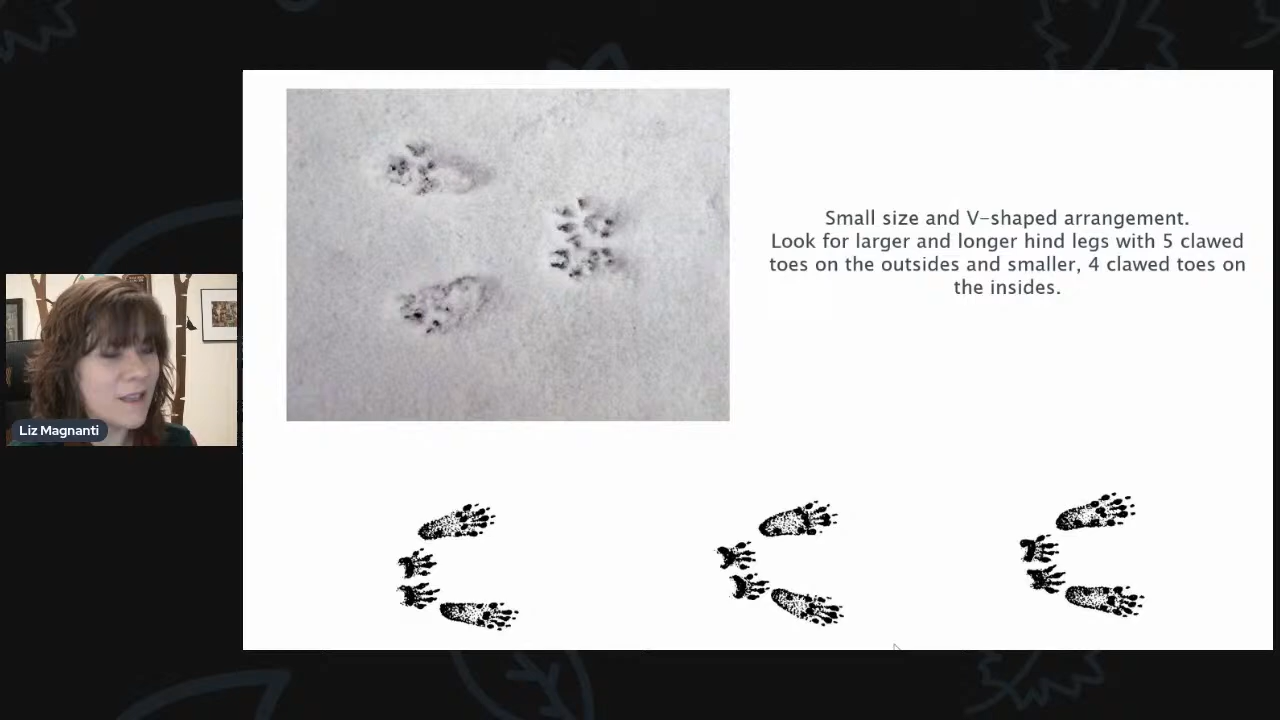 Small size and V-shaped arrangement.
Look for larger and longer hind legs with 5 clawed
toes on the outsides and smaller, 4 clawed toes on
the insides.
Liz Magnanti